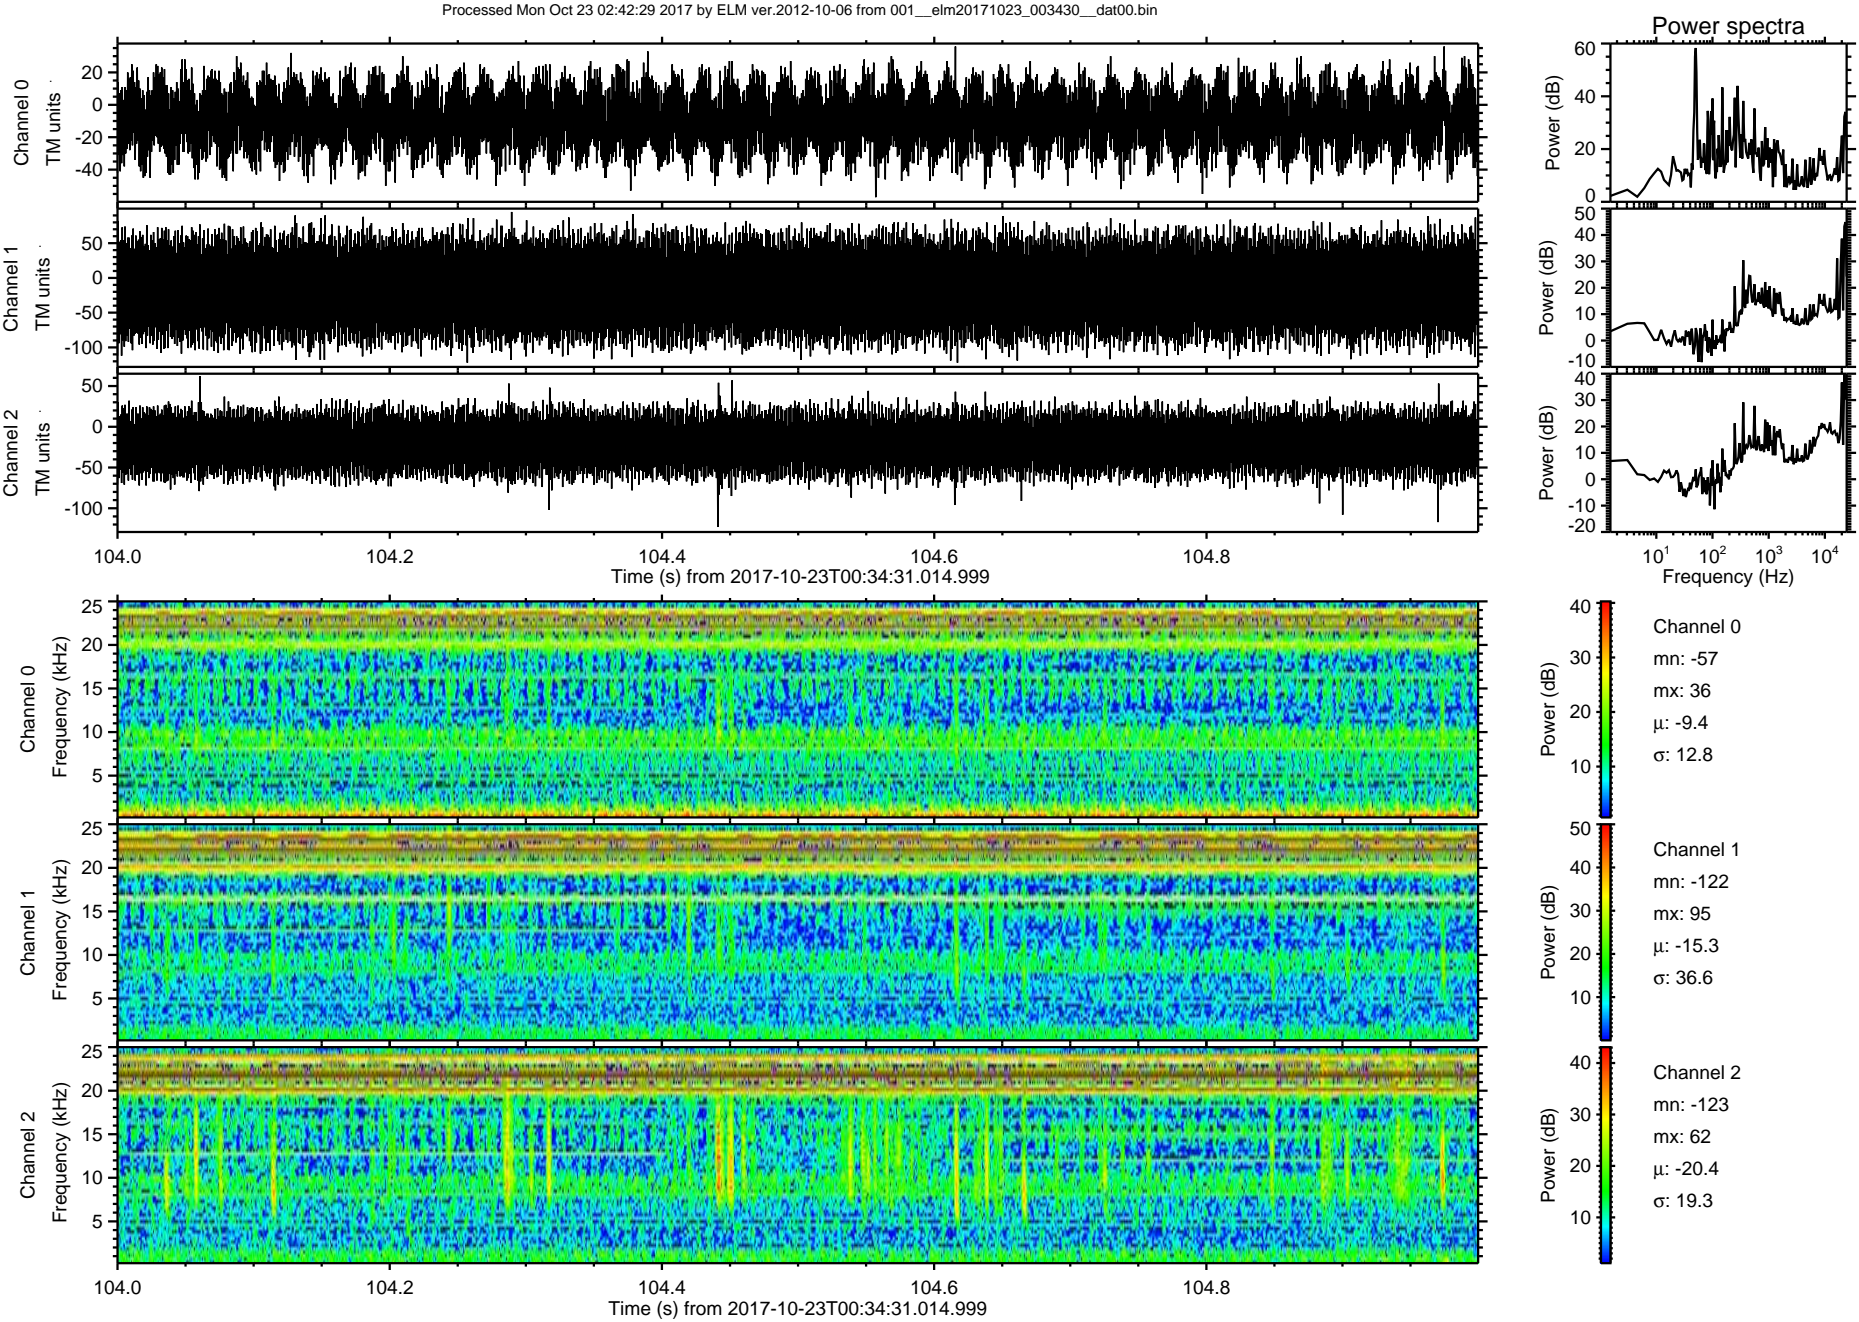 Processed Mon Oct 23 02:42:29 2017 by ELM ver.2012-10-06 from 001__elm20171023_003430__dat00.bin
Power spectra
Channel 0
TM units
20
0
-20
-40
Power (dB)
60
40
20
0
Channel 1
TM units
50
0
-50
-100
Power (dB)
50
40
30
20
10
0
-10
Channel 2
TM units
50
0
-50
-100
Power (dB)
40
30
20
10
0
-10
-20
104.0 104.2 104.4 104.6 104.8
Time (s) from 2017-10-23T00:34:31.014.999
10^1 10^2 10^3 10^4
Frequency (Hz)
Channel 0
Frequency (kHz)
25
20
15
10
5
Power (dB)
40
30
20
10
Channel 0
mn: -57
mx: 36
μ: -9.4
σ: 12.8
Channel 1
Frequency (kHz)
25
20
15
10
5
Power (dB)
50
40
30
20
10
Channel 1
mn: -122
mx: 95
μ: -15.3
σ: 36.6
Channel 2
Frequency (kHz)
25
20
15
10
5
Power (dB)
40
30
20
10
Channel 2
mn: -123
mx: 62
μ: -20.4
σ: 19.3
104.0 104.2 104.4 104.6 104.8
Time (s) from 2017-10-23T00:34:31.014.999